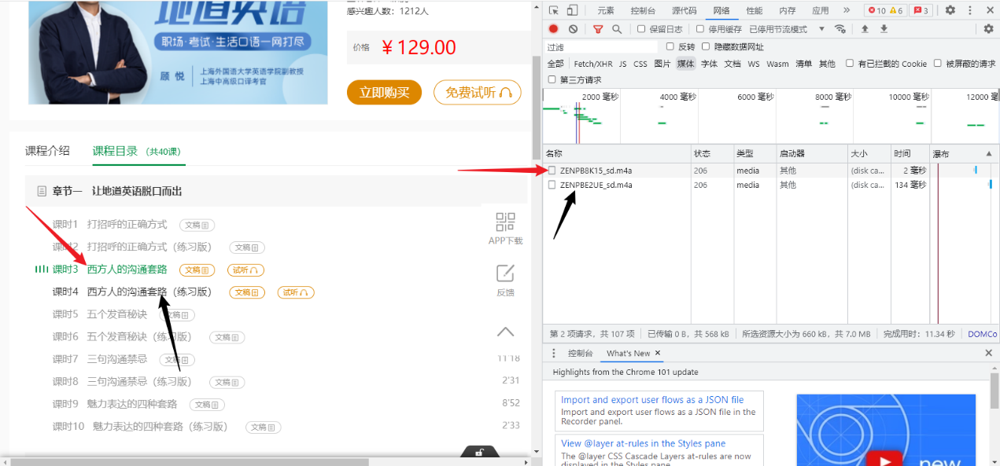 地道英语
职场·考试·生活口语一网打尽
顾 悦
上海外国语大学英语学院副教授
上海中高级口译考官
感兴趣人数：1212人
价格
￥129.00
立即购买
免费试听
课程介绍
课程目录 (共40课)
章节一 让地道英语脱口而出
课时1 打招呼的正确方式 文稿
课时2 打招呼的正确方式（练习版） 文稿
课时3 西方人的沟通套路 文稿 试听
课时4 西方人的沟通套路（练习版） 文稿 试听
课时5 五个发音秘诀 文稿
课时6 五个发音秘诀（练习版） 文稿
课时7 三句沟通禁忌 文稿
11'18
课时8 三句沟通禁忌（练习版） 文稿
2'31
课时9 魅力表达的四种套路 文稿
8'52
课时10 魅力表达的四种套路（练习版） 文稿
2'33
APP下载
反馈
元素 控制台 源代码 网络 性能 内存 应用 » 10 6 3
保留日志 停用缓存 已停用节流模式
过滤 反转 隐藏数据网址
全部 Fetch/XHR JS CSS 图片 媒体 字体 文档 WS Wasm 清单 其他 有已拦截的 Cookie 被屏蔽的请求
第三方请求
2000 毫秒 4000 毫秒 6000 毫秒 8000 毫秒 10000 毫秒 12000 毫
名称 状态 类型 启动器 大小 时间 瀑布
ZENPB8K15_sd.m4a 206 media 其他 (disk ca... 2 毫秒
ZENPBE2UE_sd.m4a 206 media 其他 (disk ca... 134 毫秒
第 2 项请求，共 107 项 已传输 0 B，共 568 kB 所选资源大小为 660 kB，共 7.0 MB 完成用时：11.34 秒 DOMCo
控制台 What's New ×
Highlights from the Chrome 101 update
Import and export user flows as a JSON file
Import and export user flows as a JSON file in the
Recorder panel.
View @layer at-rules in the Styles pane
The @layer CSS Cascade Layers at-rules are now
displayed in the Styles pane.
new